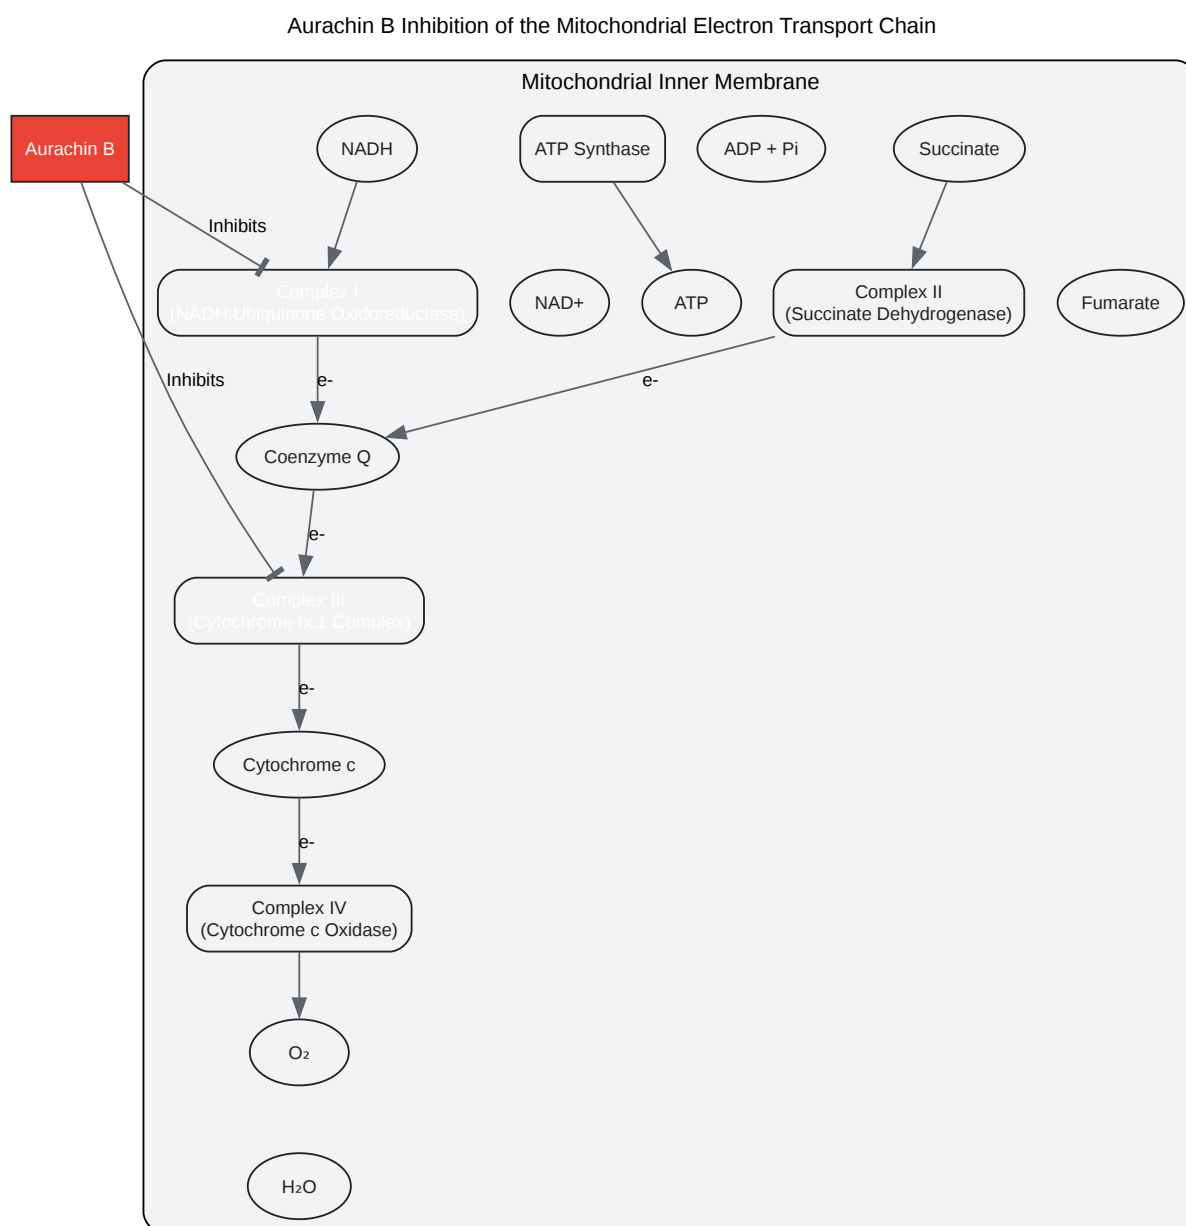 Aurachin B Inhibition of the Mitochondrial Electron Transport Chain
Mitochondrial Inner Membrane
Aurachin B
NADH
ATP Synthase
ADP + Pi
Succinate
Inhibits
Complex I
(NADH:Ubiquinone Oxidoreductase)
NAD+
ATP
Complex II
(Succinate Dehydrogenase)
Fumarate
Inhibits
e-
e-
Coenzyme Q
e-
Complex III
(Cytochrome bc1 Complex)
e-
Cytochrome c
e-
Complex IV
(Cytochrome c Oxidase)
O₂
H₂O